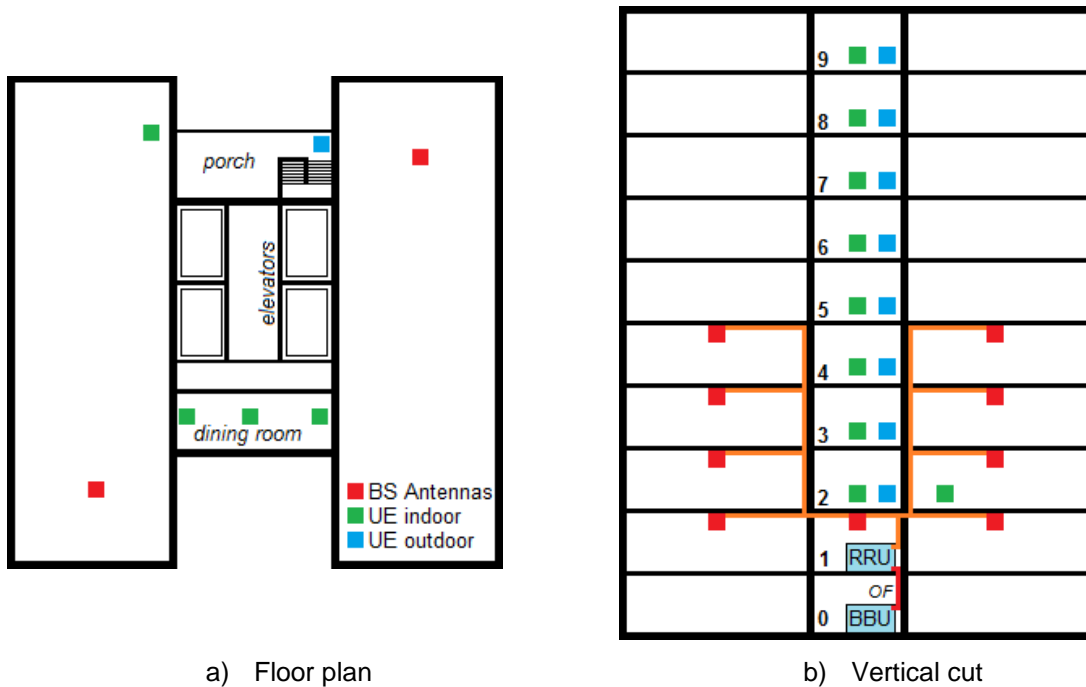 porch
elevators
dining room
BS Antennas
UE indoor
UE outdoor
a) Floor plan
9
8
7
6
5
4
3
2
1 RRU
OF
0 BBU
b) Vertical cut